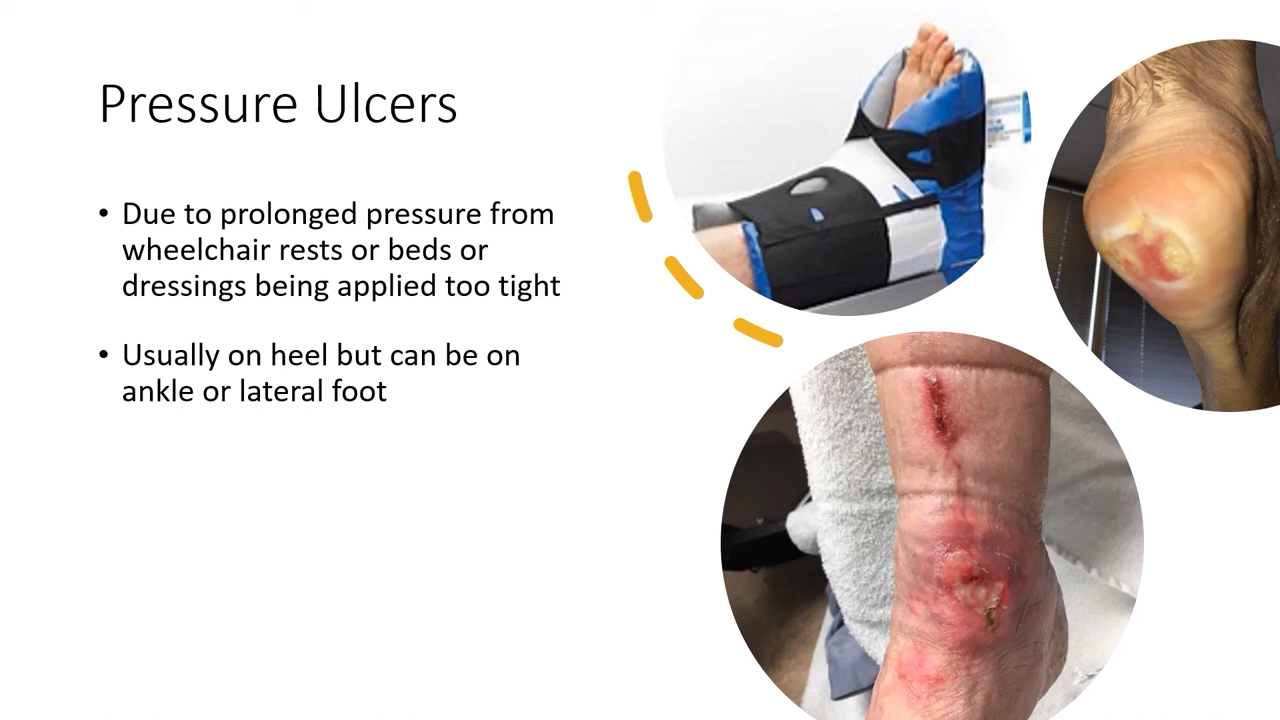 Pressure Ulcers
• Due to prolonged pressure from
wheelchair rests or beds or
dressings being applied too tight
• Usually on heel but can be on
ankle or lateral foot